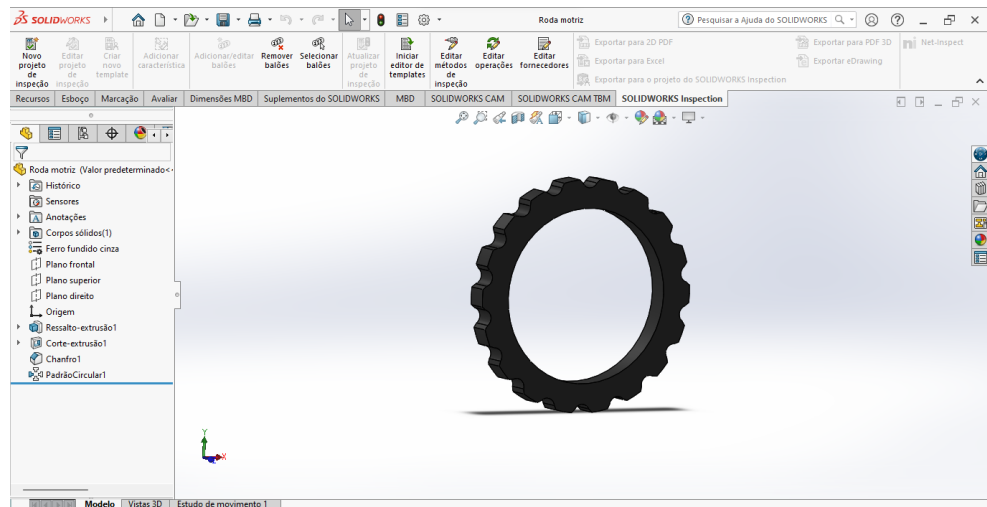 SOLIDWORKS
Roda motriz
Pesquisar a Ajuda do SOLIDWORKS
Novo projeto de inspeção
Editar projeto de inspeção
Criar novo template
Adicionar característica
Adicionar/editar balões
Remover balões
Selecionar balões
Atualizar projeto de inspeção
Iniciar editor de templates
Editar métodos de inspeção
Editar operações
Editar fornecedores
Exportar para 2D PDF
Exportar para Excel
Exportar para o projeto do SOLIDWORKS Inspection
Exportar para PDF 3D
Exportar eDrawing
Net-Inspect
Recursos
Esboço
Marcação
Avaliar
Dimensões MBD
Suplementos do SOLIDWORKS
MBD
SOLIDWORKS CAM
SOLIDWORKS CAM TBM
SOLIDWORKS Inspection
Roda motriz (Valor predeterminado<
Histórico
Sensores
Anotações
Corpos sólidos(1)
Ferro fundido cinza
Plano frontal
Plano superior
Plano direito
Origem
Ressalto-extrusão1
Corte-extrusão1
Chanfro1
PadrãoCircular1
Y
X
Modelo
Vistas 3D
Estudo de movimento 1